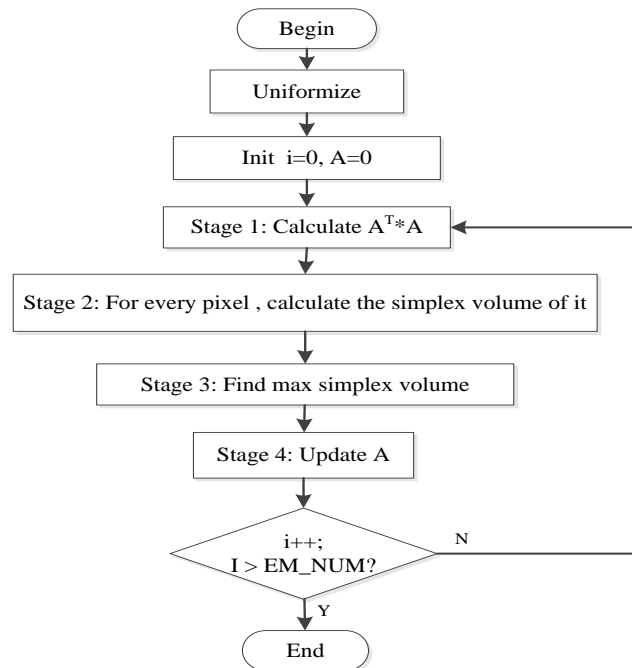 Begin
Uniformize
Init i=0, A=0
Stage 1: Calculate Aᵀ*A
Stage 2: For every pixel , calculate the simplex volume of it
Stage 3: Find max simplex volume
Stage 4: Update A
i++;
I > EM_NUM?
N
Y
End